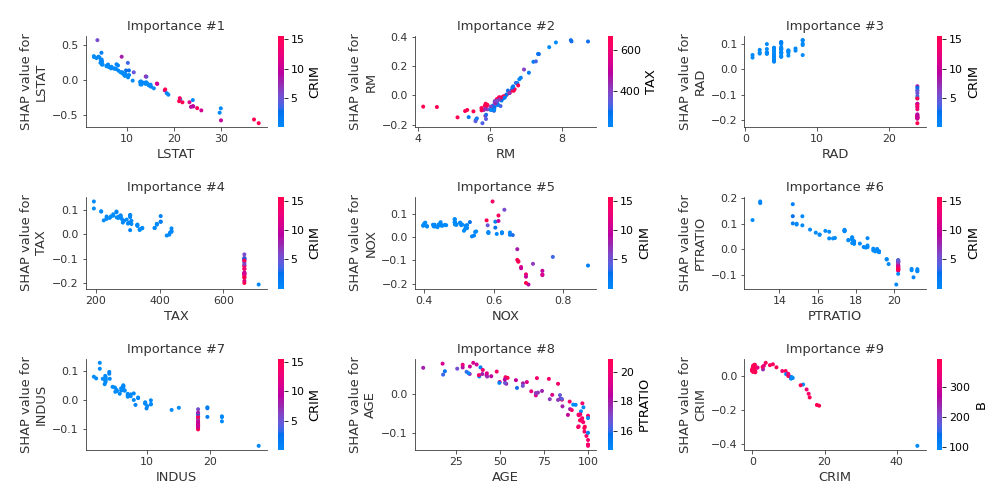 Importance #1
SHAP value for
LSTAT
0.5
0.0
−0.5
10
20
30
LSTAT
15
10
5
CRIM
Importance #2
SHAP value for
RM
0.4
0.2
0.0
−0.2
4
6
8
RM
600
400
TAX
Importance #3
SHAP value for
RAD
0.1
0.0
−0.1
−0.2
0
10
20
RAD
15
10
5
CRIM
Importance #4
SHAP value for
TAX
0.1
0.0
−0.1
−0.2
200
400
600
TAX
15
10
5
CRIM
Importance #5
SHAP value for
NOX
0.1
0.0
−0.1
−0.2
0.4
0.6
0.8
NOX
15
10
5
CRIM
Importance #6
SHAP value for
PTRATIO
0.2
0.1
0.0
−0.1
14
16
18
20
PTRATIO
15
10
5
CRIM
Importance #7
SHAP value for
INDUS
0.1
0.0
−0.1
10
20
INDUS
15
10
5
CRIM
Importance #8
SHAP value for
AGE
0.0
−0.1
25
50
75
100
AGE
20
18
16
PTRATIO
Importance #9
SHAP value for
CRIM
0.0
−0.2
−0.4
0
20
40
CRIM
300
200
100
B